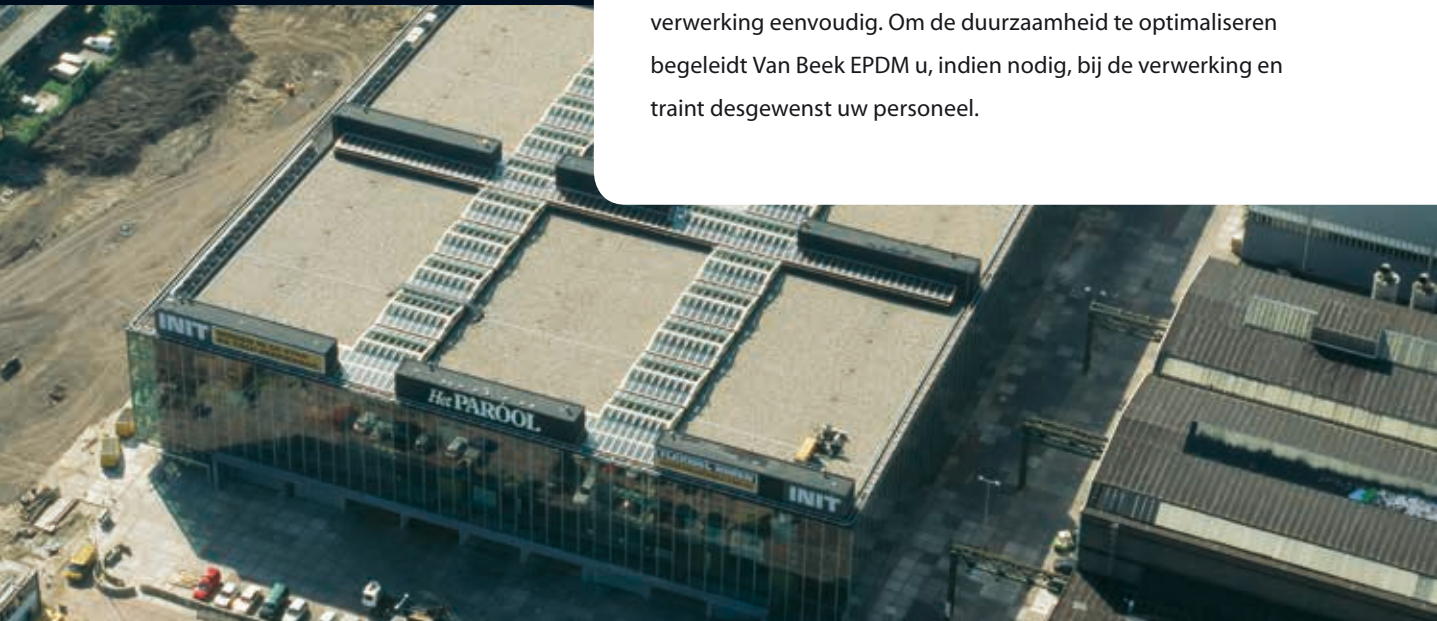 verwerking eenvoudig. Om de duurzaamheid te optimaliseren
begeleidt Van Beek EPDM u, indien nodig, bij de verwerking en
traint desgewenst uw personeel.
INIT
Het PAROOL
INIT